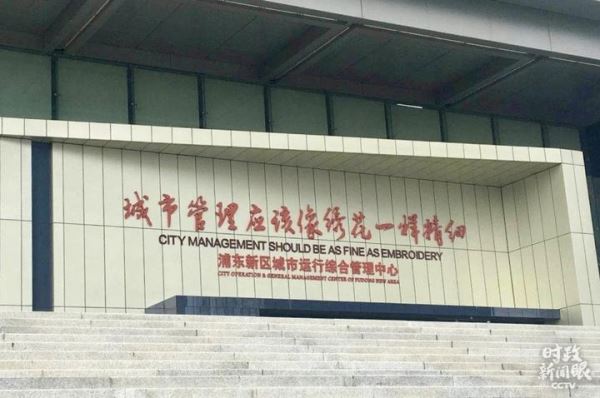 城市管理应该像绣花一样精细
CITY MANAGEMENT SHOULD BE AS FINE AS EMBROIDERY
浦东新区城市运行综合管理中心
CITY OPERATION & GENERAL MANAGEMENT CENTER OF PUDONG NEW AREA
时政
新闻眼
CCTV